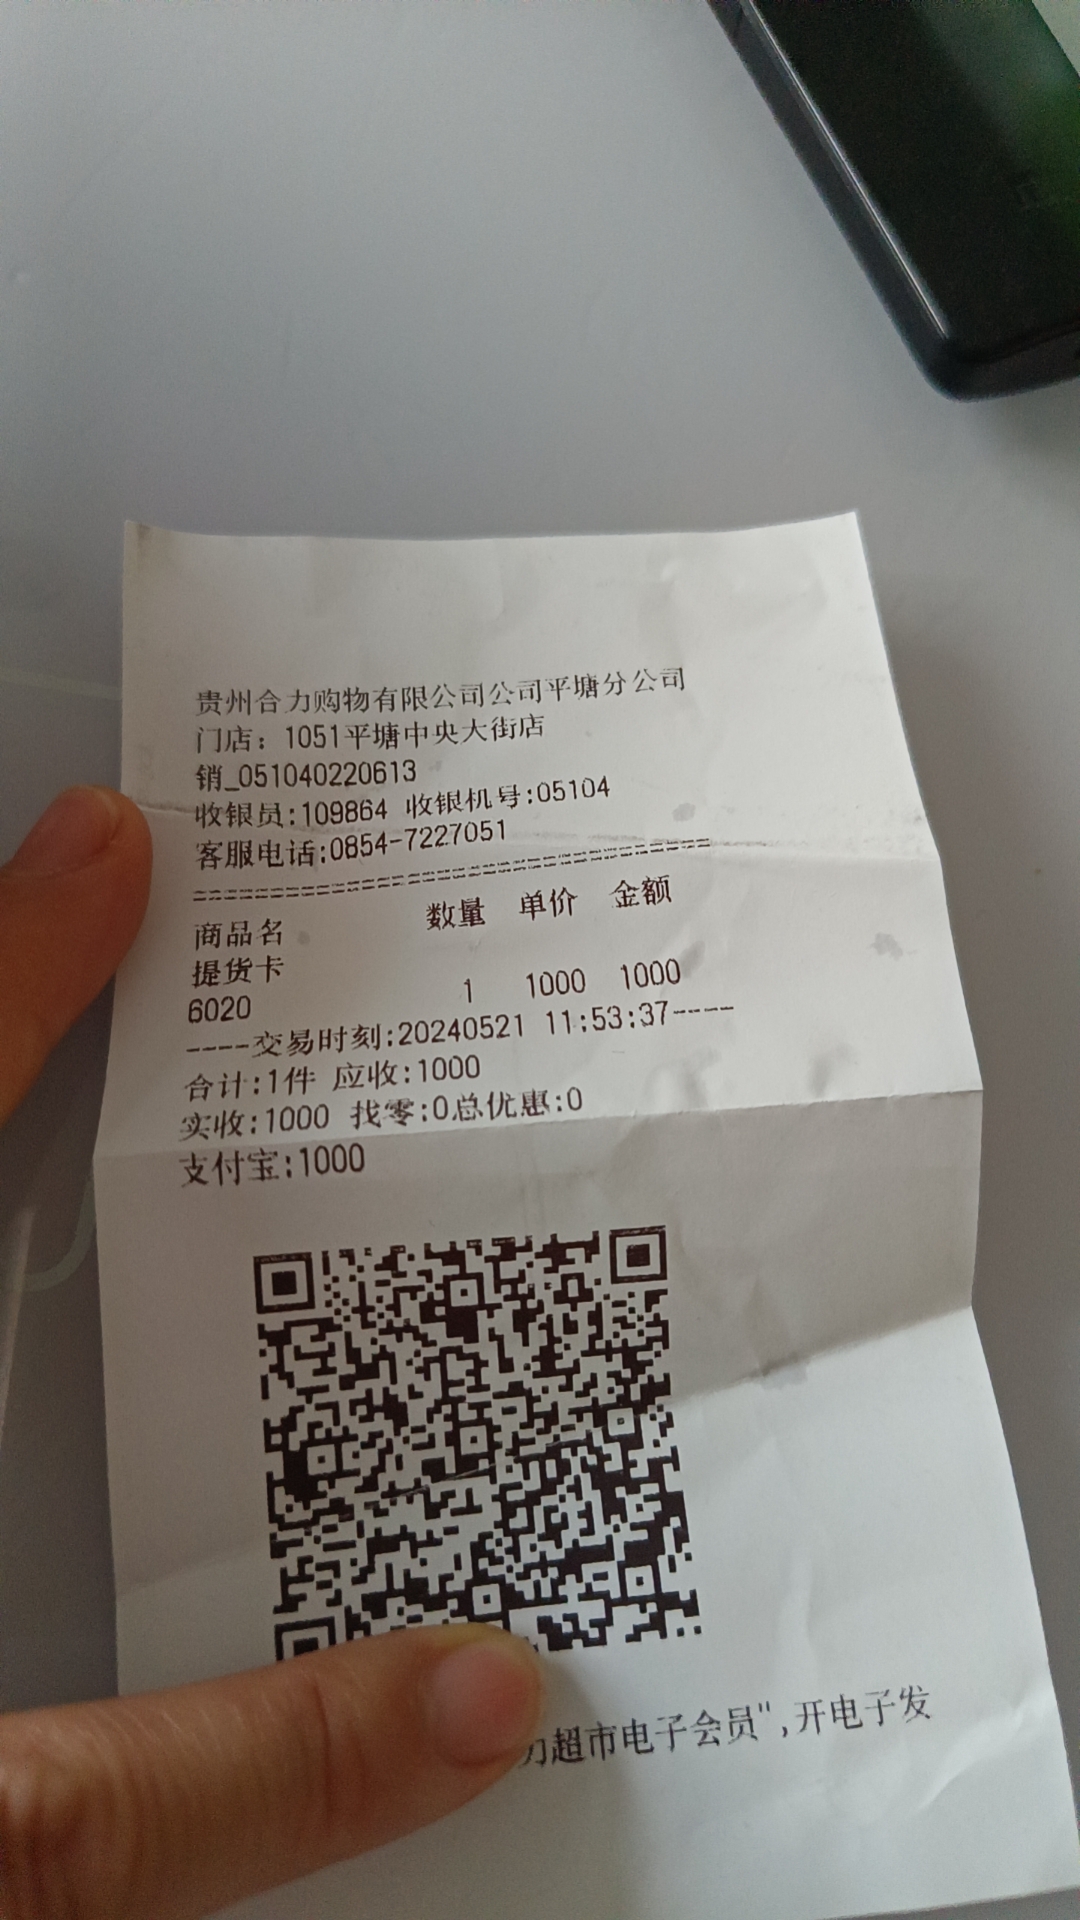 贵州合力购物有限公司公司平塘分公司
门店：1051平塘中央大街店
销_051040220613
收银员:109864 收银机号:05104
客服电话:0854-7227051
==========================================
商品名 数量 单价 金额
提货卡
6020 1 1000 1000
----交易时刻:20240521 11:53:37----
合计:1件 应收:1000
实收:1000 找零:0总优惠:0
支付宝:1000
力超市电子会员",开电子发